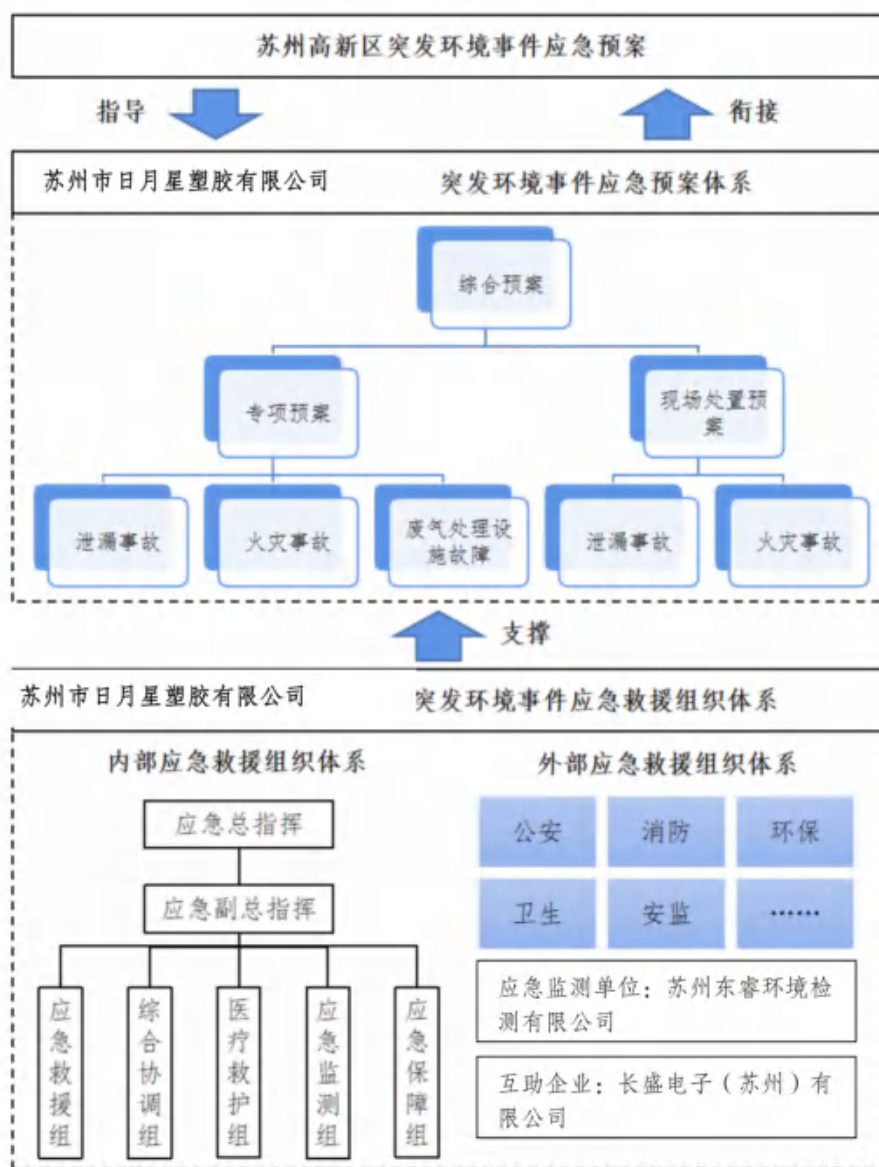 苏州高新区突发环境事件应急预案
指导
衔接
苏州市日月星塑胶有限公司 突发环境事件应急预案体系
综合预案
专项预案
现场处置预
案
泄漏事故
火灾事故
废气处理设
施故障
泄漏事故
火灾事故
支撑
苏州市日月星塑胶有限公司 突发环境事件应急救援组织体系
内部应急救援组织体系
应急总指挥
应急副总指挥
应急救援组
综合协调组
医疗救护组
应急监测组
应急保障组
外部应急救援组织体系
公安
消防
环保
卫生
安监
……
应急监测单位：苏州东睿环境检
测有限公司
互助企业：长盛电子（苏州）有
限公司